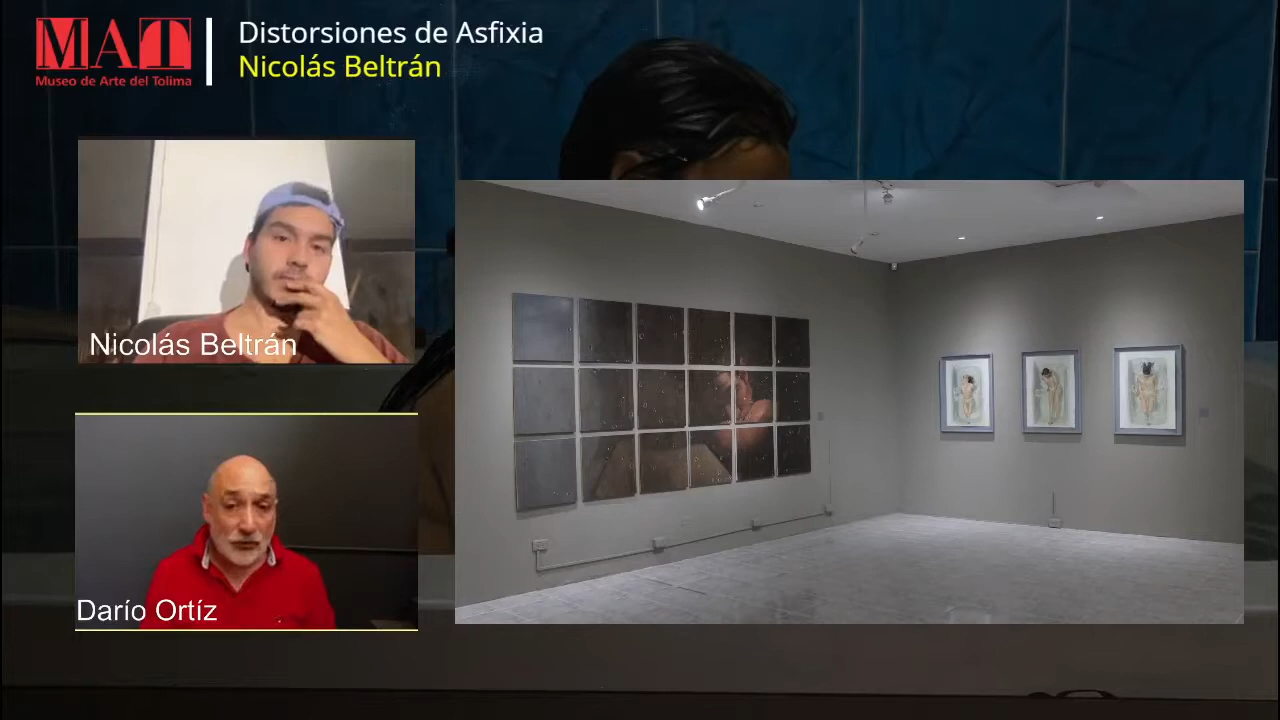 MAT
Museo de Arte del Tolima
Distorsiones de Asfixia
Nicolás Beltrán
Nicolás Beltrán
Darío Ortíz